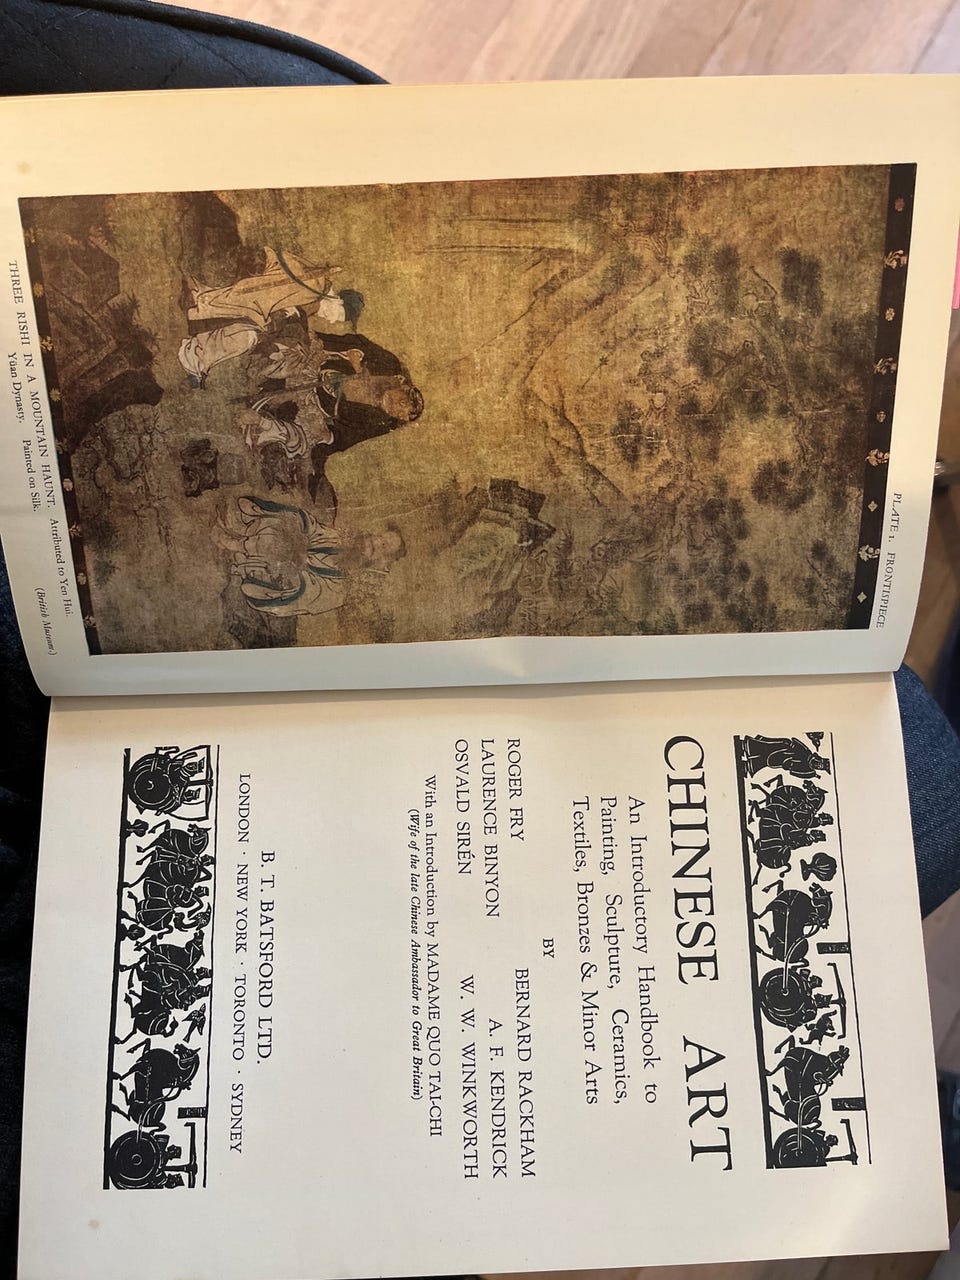 PLATE 1. FRONTISPIECE
THREE RISHI IN A MOUNTAIN HAUNT. Attributed to Yen Hui.
Yüan Dynasty. Painted on Silk. (British Museum.)
CHINESE ART
An Introductory Handbook to
Painting, Sculpture, Ceramics,
Textiles, Bronzes & Minor Arts
BY
ROGER FRY BERNARD RACKHAM
LAURENCE BINYON A. F. KENDRICK
OSVALD SIRÉN W. W. WINKWORTH
With an Introduction by MADAME QUO TAI-CHI
(Wife of the late Chinese Ambassador to Great Britain)
B. T. BATSFORD LTD.
LONDON · NEW YORK · TORONTO · SYDNEY